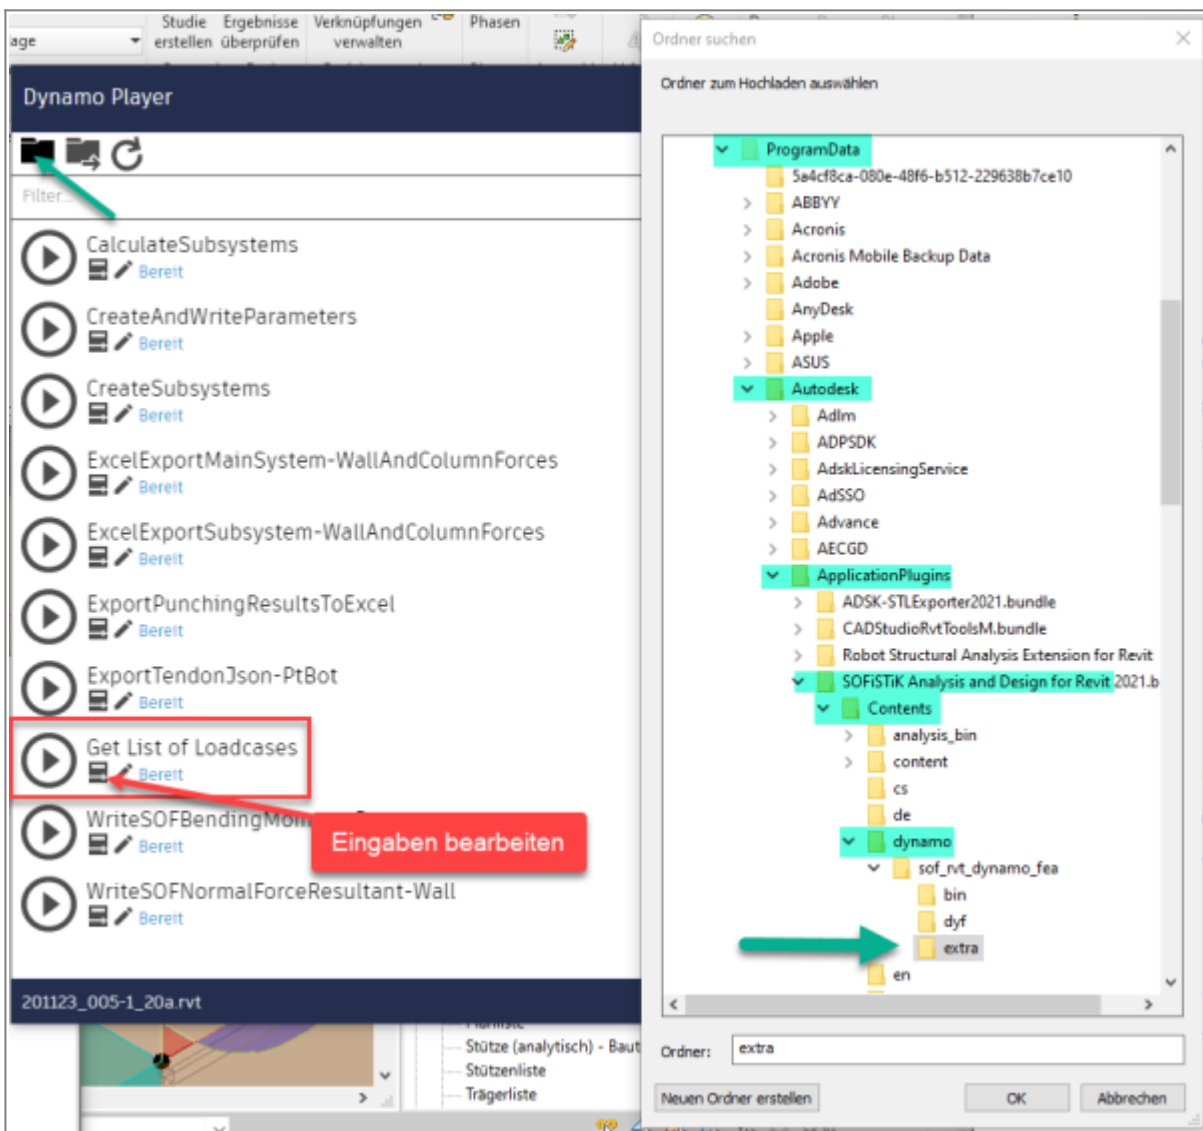 Studie Ergebnisse Verknüpfungen Phasen
age erstellen überprüfen verwalten
Dynamo Player
Filter...
CalculateSubsystems
Bereit
CreateAndWriteParameters
Bereit
CreateSubsystems
Bereit
ExcelExportMainSystem-WallAndColumnForces
Bereit
ExcelExportSubsystem-WallAndColumnForces
Bereit
ExportPunchingResultsToExcel
Bereit
ExportTendonJson-PtBot
Bereit
Get List of Loadcases
Bereit
WriteSOFBendingMom
Bereit
Eingaben bearbeiten
WriteSOFNormalForceResultant-Wall
Bereit
201123_005-1_20a.rvt
Stütze (analytisch) - Baut
Stützenliste
Trägerliste
Ordner suchen
Ordner zum Hochladen auswählen
ProgramData
5a4cf8ca-080e-48f6-b512-229638b7ce10
ABBYY
Acronis
Acronis Mobile Backup Data
Adobe
AnyDesk
Apple
ASUS
Autodesk
Adlm
ADPSDK
AdskLicensingService
AdSSO
Advance
AECGD
ApplicationPlugins
ADSK-STLExporter2021.bundle
CADStudioRvtToolsM.bundle
Robot Structural Analysis Extension for Revit
SOFiSTiK Analysis and Design for Revit 2021.b
Contents
analysis_bin
content
cs
de
dynamo
sof_rvt_dynamo_fea
bin
dyf
extra
en
Ordner: extra
Neuen Ordner erstellen OK Abbrechen